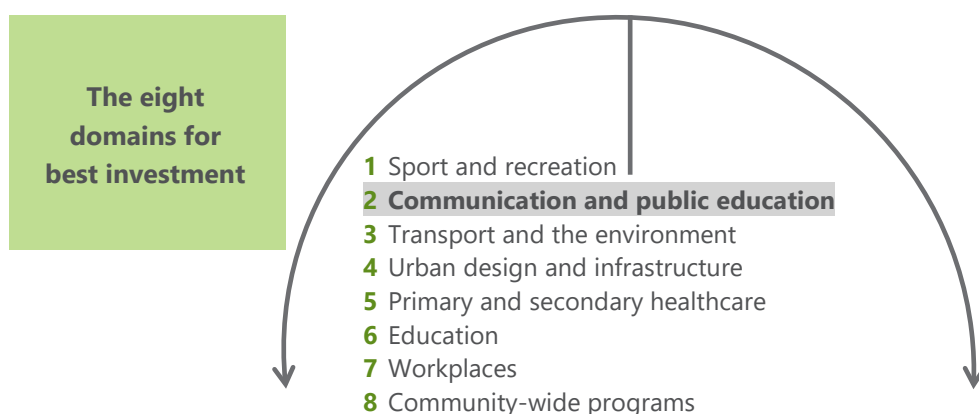 The eight
domains for
best investment
1 Sport and recreation
2 Communication and public education
3 Transport and the environment
4 Urban design and infrastructure
5 Primary and secondary healthcare
6 Education
7 Workplaces
8 Community-wide programs